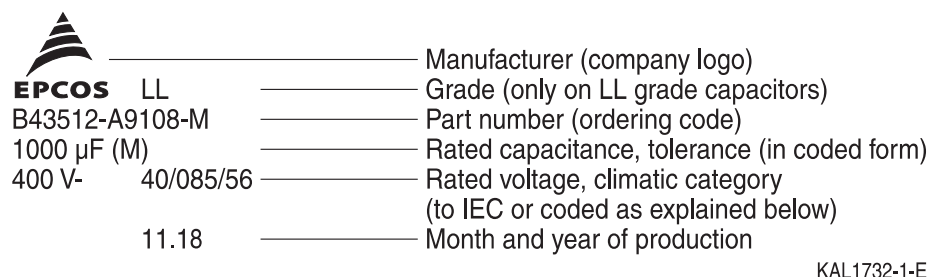 Manufacturer (company logo)
EPCOS LL Grade (only on LL grade capacitors)
B43512-A9108-M Part number (ordering code)
1000 µF (M) Rated capacitance, tolerance (in coded form)
400 V- 40/085/56 Rated voltage, climatic category
(to IEC or coded as explained below)
11.18 Month and year of production
KAL1732-1-E